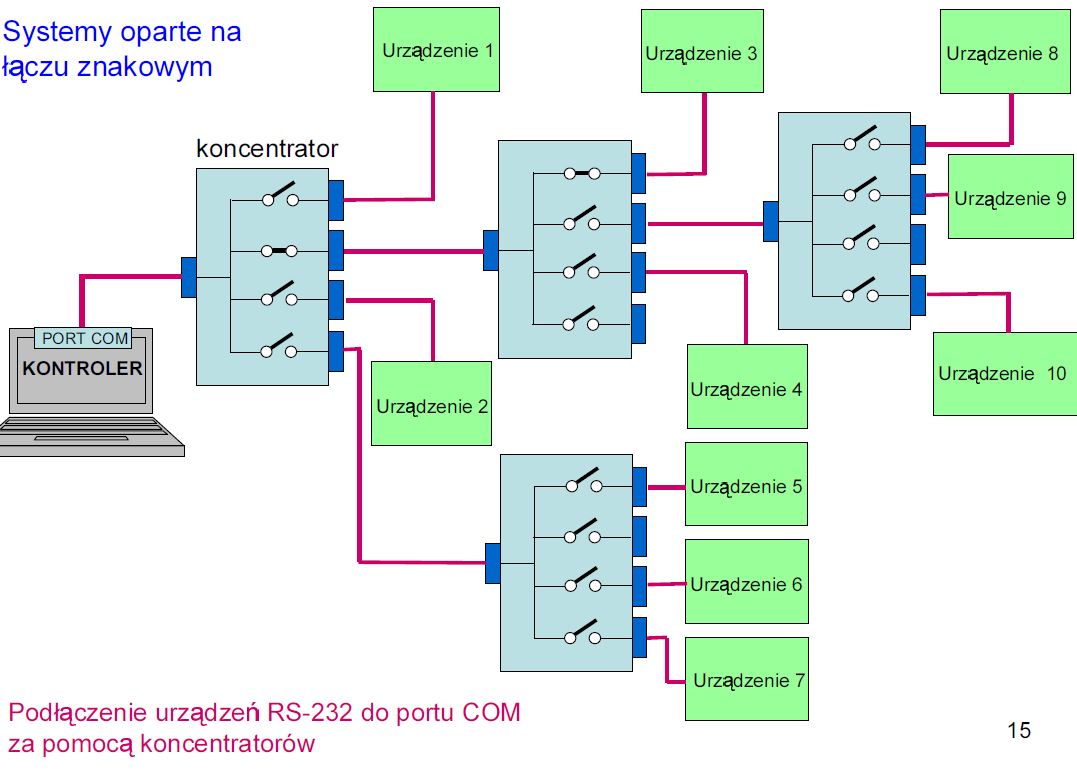 Systemy oparte na
łączu znakowym
Urządzenie 1
Urządzenie 3
Urządzenie 8
koncentrator
Urządzenie 9
PORT COM
KONTROLER
Urządzenie 2
Urządzenie 4
Urządzenie 10
Urządzenie 5
Urządzenie 6
Urządzenie 7
Podłączenie urządzeń RS-232 do portu COM
za pomocą koncentratorów
15